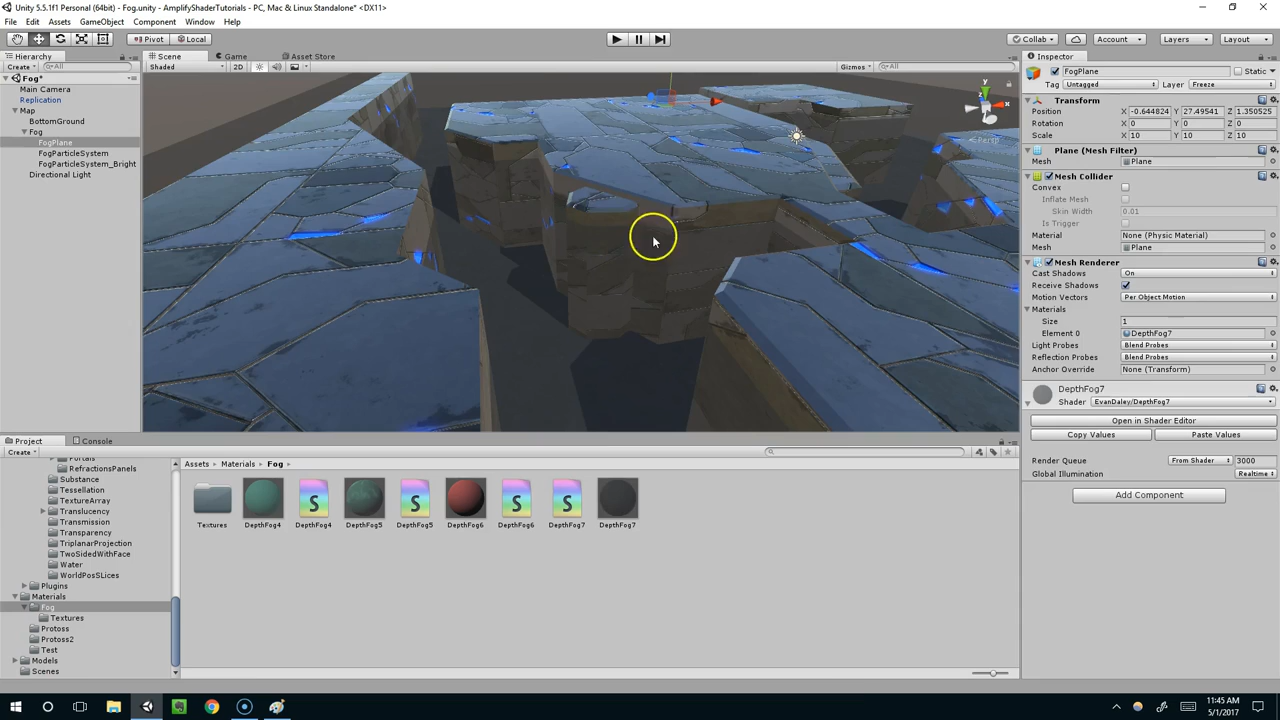 Unity 5.5.1f1 Personal (64bit) - Fog.unity - AmplifyShaderTutorials - PC, Mac & Linux Standalone* <DX11>
File Edit Assets GameObject Component Window Help
Pivot Local Collab Account Layers Layout
Hierarchy Scene Game Asset Store Inspector
Create All Shaded 2D Gizmos All FogPlane Static
Fog* Tag Untagged Layer Freeze
Main Camera Transform
Replication Position X -0.644824 Y 27.49541 Z 1.350525
Map Rotation X 0 Y 0 Z 0
BottomGround Scale X 10 Y 10 Z 10
Fog y x Persp
FogPlane Plane (Mesh Filter)
FogParticleSystem Mesh Plane
FogParticleSystem_Bright
Directional Light Mesh Collider
Convex
Inflate Mesh
Skin Width 0.01
Is Trigger
Material None (Physic Material)
Mesh Plane
Mesh Renderer
Cast Shadows On
Receive Shadows
Motion Vectors Per Object Motion
Materials
Size 1
Element 0 DepthFog7
Light Probes Blend Probes
Reflection Probes Blend Probes
Anchor Override None (Transform)
DepthFog7
Shader EvanDaley/DepthFog7
Open in Shader Editor
Copy Values Paste Values
Render Queue From Shader 3000
Global Illumination Realtime
Add Component
Project Console
Create
Assets Materials Fog
RefractionsPanels
Substance
Tessellation
TextureArray
Translucency
Transmission
Transparency
TriplanarProjection
TwoSidedWithFace
Water
WorldPosSLices
Plugins
Materials
Fog
Textures
Protoss
Protoss2
Test
Models
Scenes
Textures DepthFog4 DepthFog4 DepthFog5 DepthFog5 DepthFog6 DepthFog6 DepthFog7 DepthFog7
11:45 AM
5/1/2017